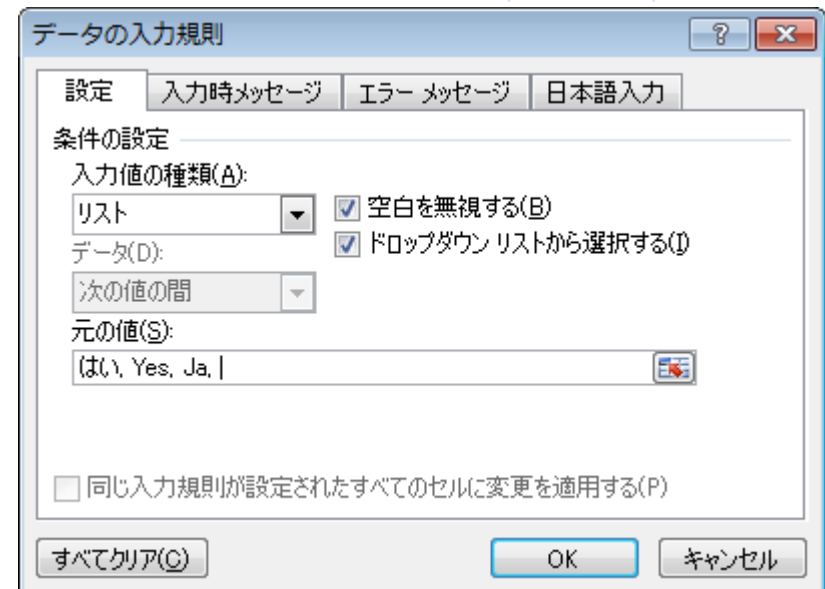 データの入力規則
設定 入力時メッセージ エラー メッセージ 日本語入力
条件の設定
入力値の種類(A):
リスト
空白を無視する(B)
データ(D):
ドロップダウン リストから選択する(I)
次の値の間
元の値(S):
はい, Yes, Ja,
同じ入力規則が設定されたすべてのセルに変更を適用する(P)
すべてクリア(C) OK キャンセル